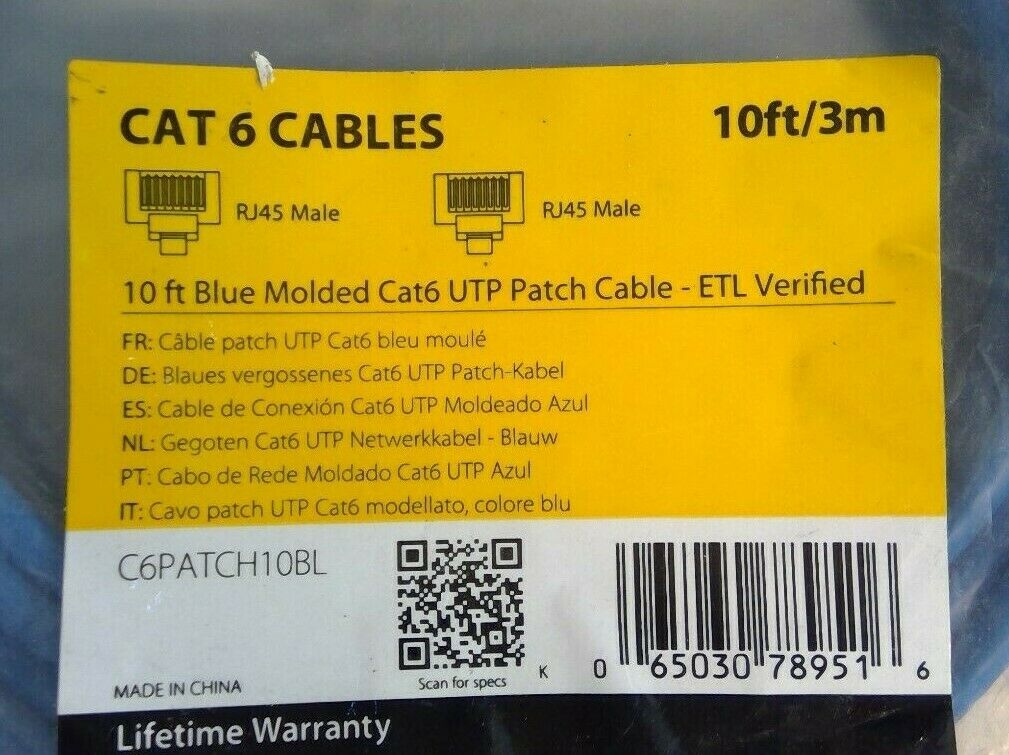 CAT 6 CABLES
10ft/3m
RJ45 Male
RJ45 Male
10 ft Blue Molded Cat6 UTP Patch Cable - ETL Verified
FR: Câble patch UTP Cat6 bleu moulé
DE: Blaues vergossenes Cat6 UTP Patch-Kabel
ES: Cable de Conexión Cat6 UTP Moldeado Azul
NL: Gegoten Cat6 UTP Netwerkkabel - Blauw
PT: Cabo de Rede Moldado Cat6 UTP Azul
IT: Cavo patch UTP Cat6 modellato, colore blu
C6PATCH10BL
Scan for specs
K
0 65030 78951 6
MADE IN CHINA
Lifetime Warranty